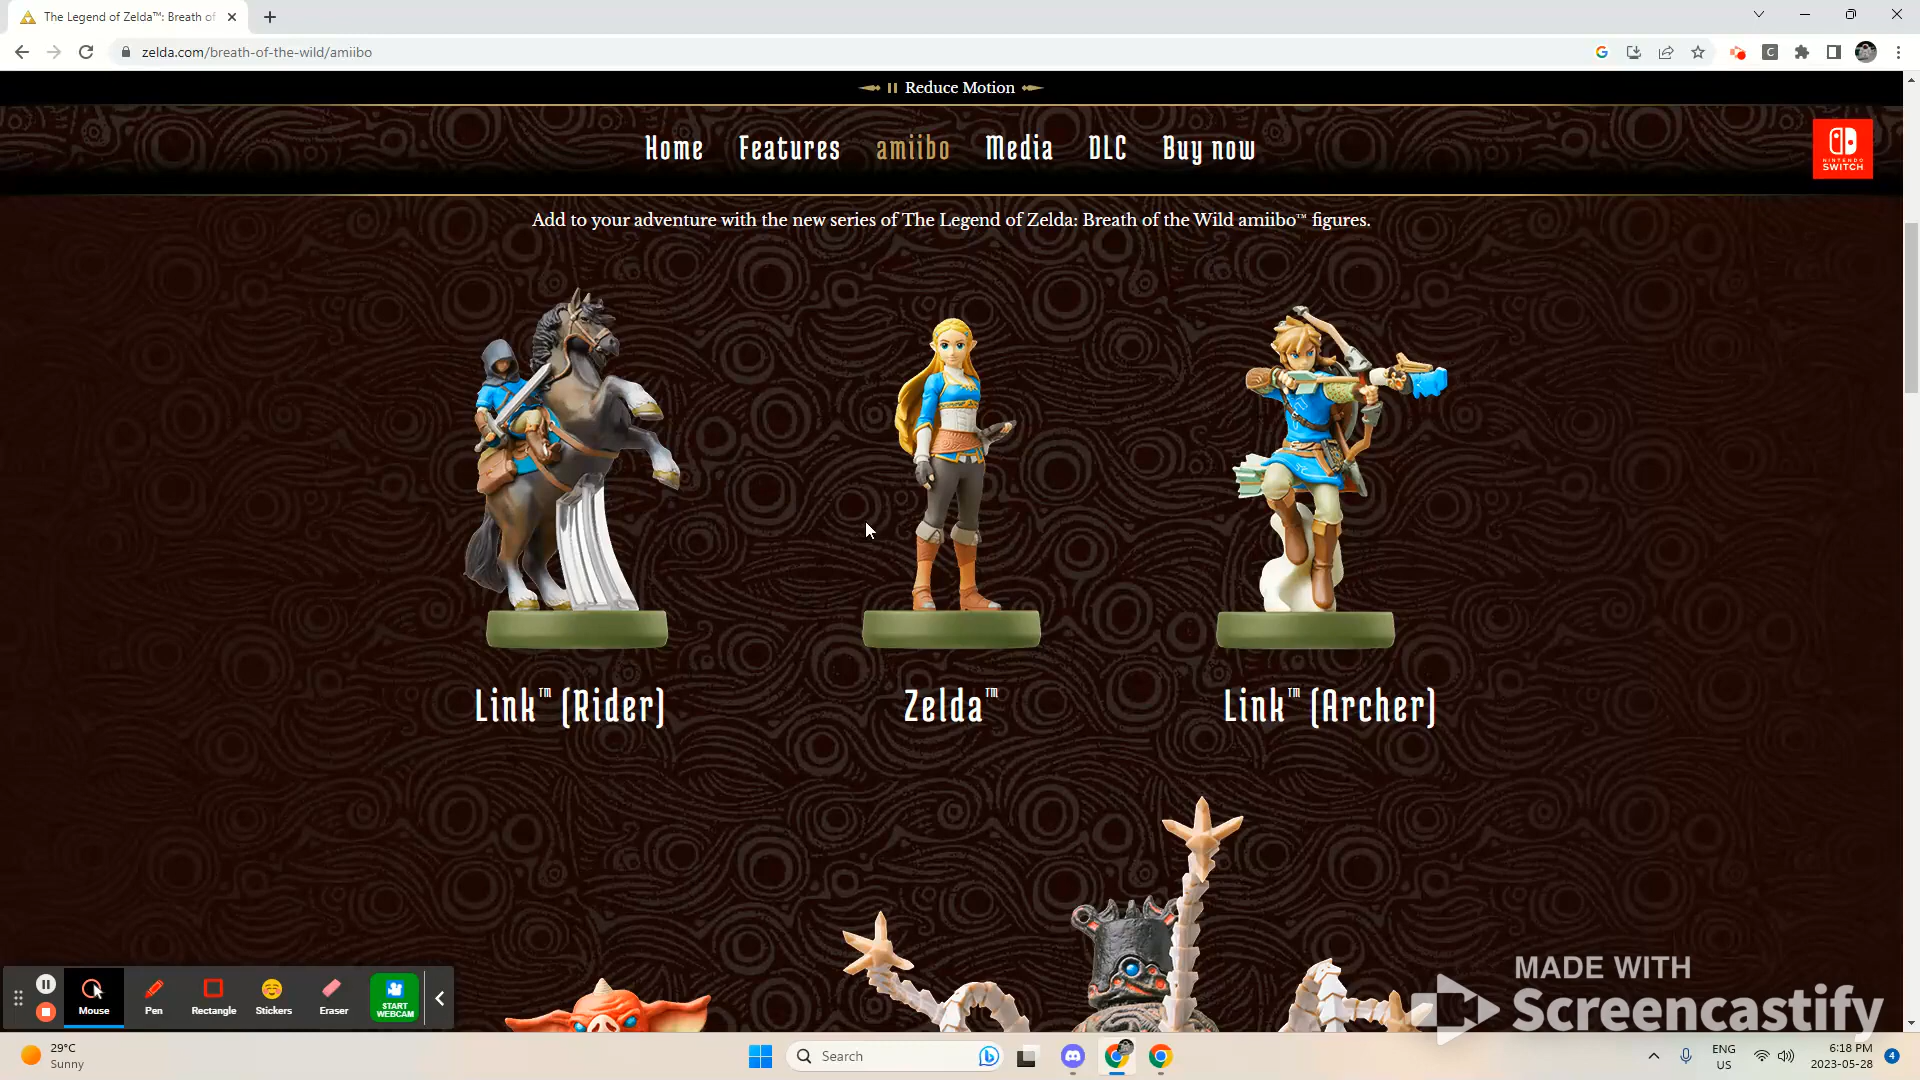 The Legend of Zelda™: Breath of
zelda.com/breath-of-the-wild/amiibo
Reduce Motion
Home Features amiibo Media DLC Buy now
NINTENDO
SWITCH
Add to your adventure with the new series of The Legend of Zelda: Breath of the Wild amiibo™ figures.
Link™ (Rider)
Zelda™
Link™ (Archer)
MADE WITH
Screencastify
Mouse
Pen
Rectangle
Stickers
Eraser
START
WEBCAM
29°C
Sunny
Search
ENG
US
6:18 PM
2023-05-28
4